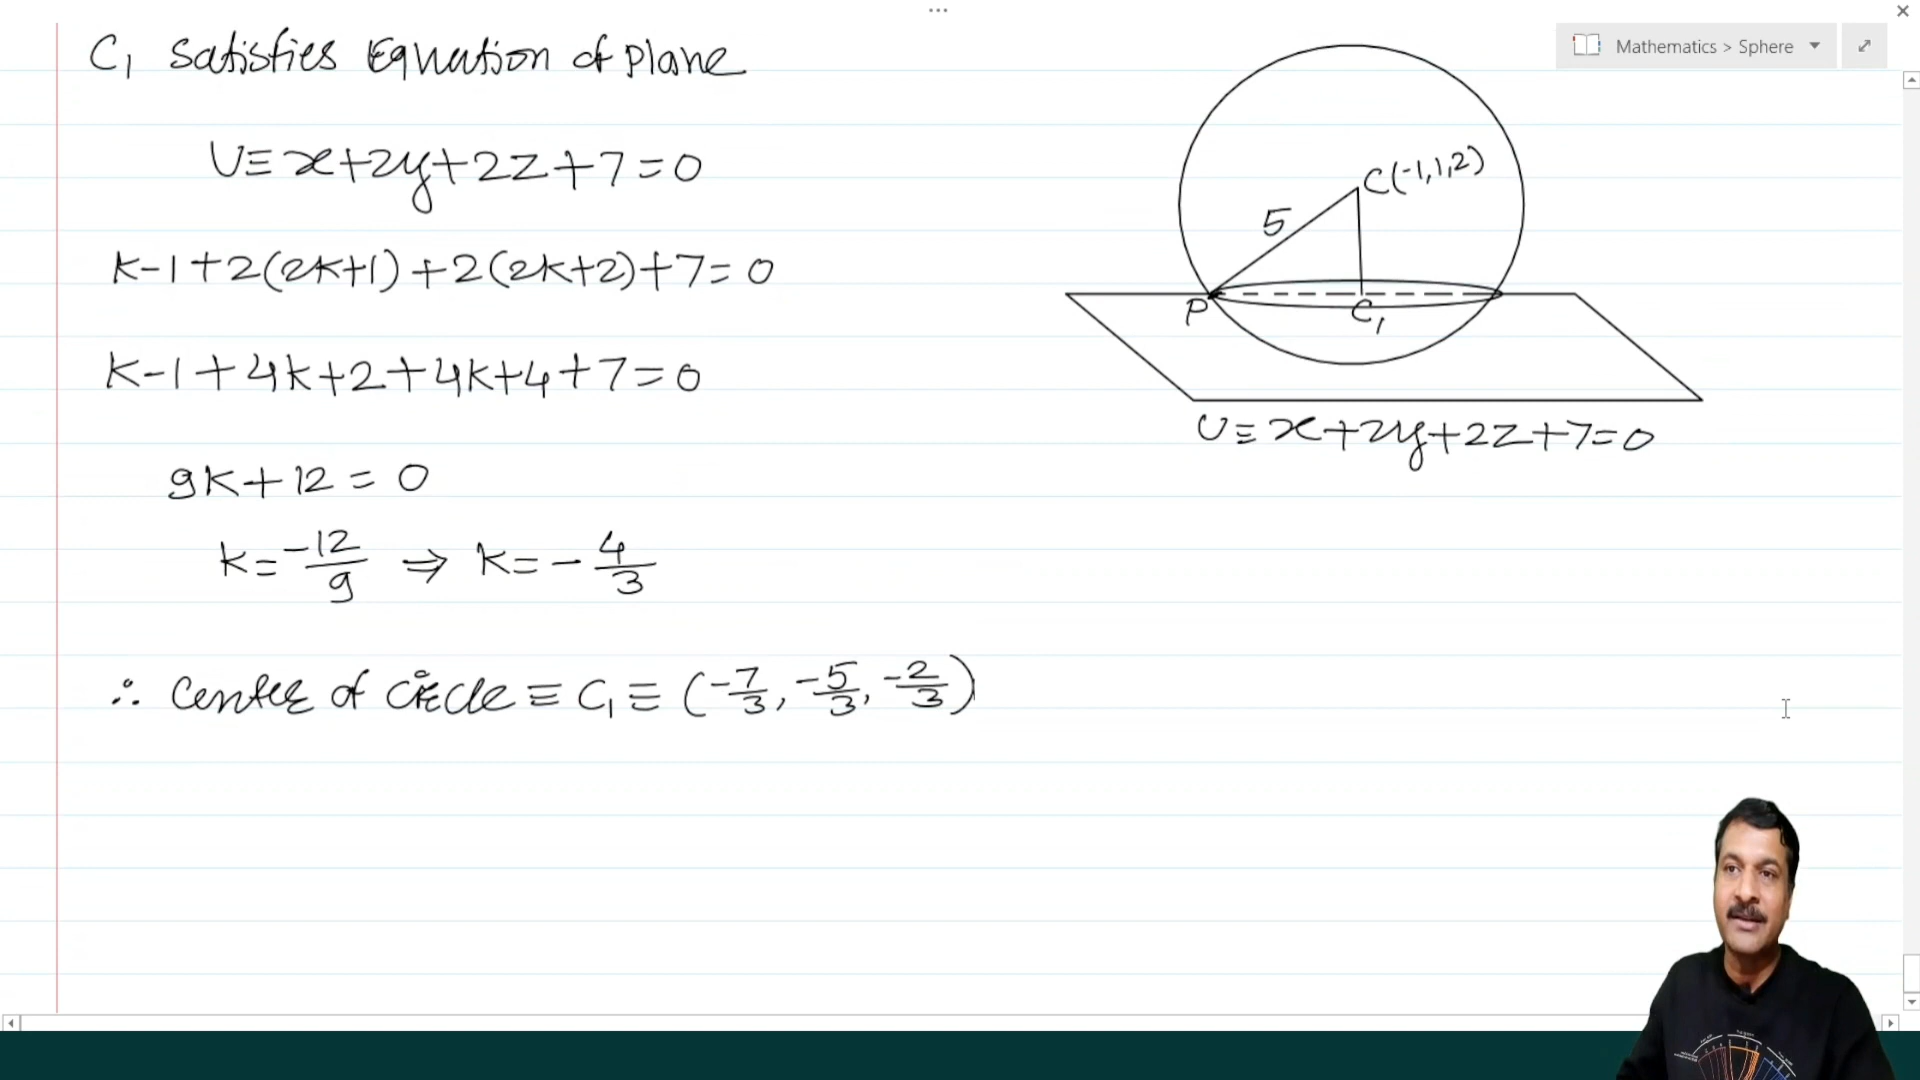 C₁ Satisfies Equation of plane
U≡x+2y+2z+7=0
k-1+2(2k+1)+2(2k+2)+7=0
k-1+4k+2+4k+4+7=0
9k+12=0
k=-12/9 ⇒ k=-4/3
∴ Center of Circle ≡ C₁ ≡ (-7/3, -5/3, -2/3)
Mathematics > Sphere
C(-1,1,2)
5
P
C₁
U≡x+2y+2z+7=0